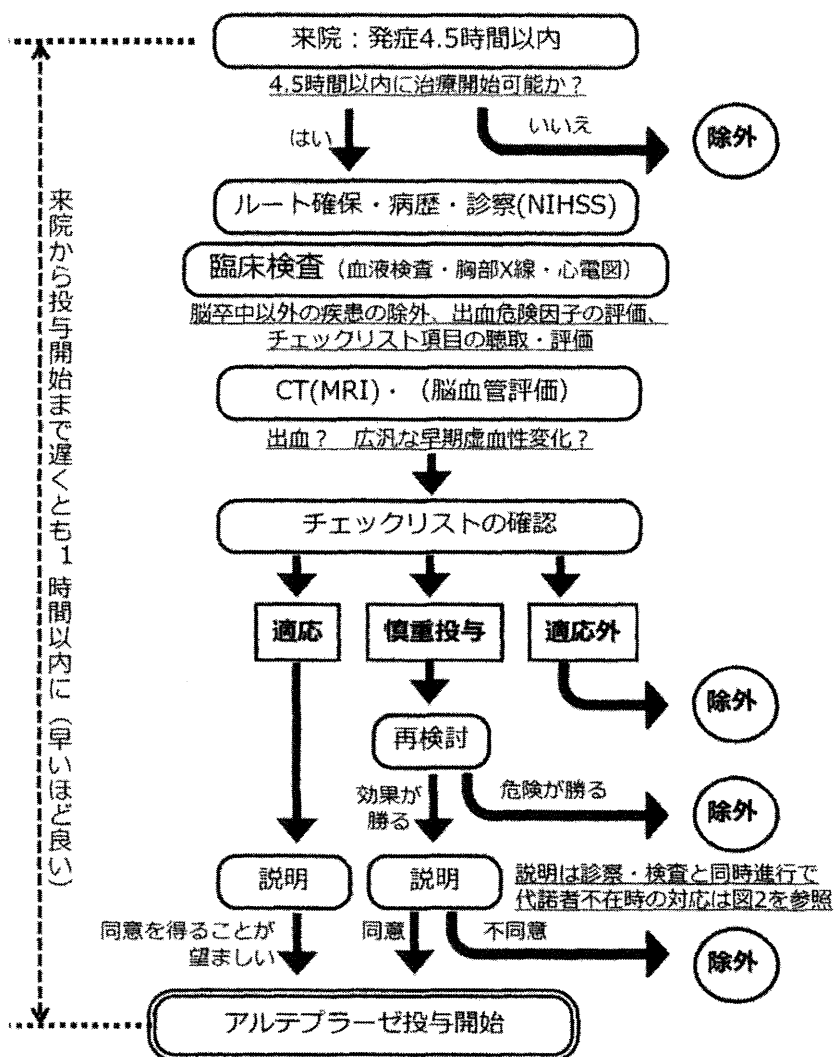 来院：発症4.5時間以内
4.5時間以内に治療開始可能か？
はい
いいえ
除外
ルート確保・病歴・診察(NIHSS)
臨床検査（血液検査・胸部X線・心電図）
脳卒中以外の疾患の除外、出血危険因子の評価、
チェックリスト項目の聴取・評価
CT(MRI)・（脳血管評価）
出血？　広汎な早期虚血性変化？
チェックリストの確認
適応
慎重投与
適応外
除外
再検討
効果が
勝る
危険が勝る
除外
説明
説明
説明は診察・検査と同時進行で
代諾者不在時の対応は図2を参照
同意を得ることが
望ましい
同意
不同意
除外
アルテプラーゼ投与開始
来院から投与開始まで遅くとも1時間以内に（早いほど良い）